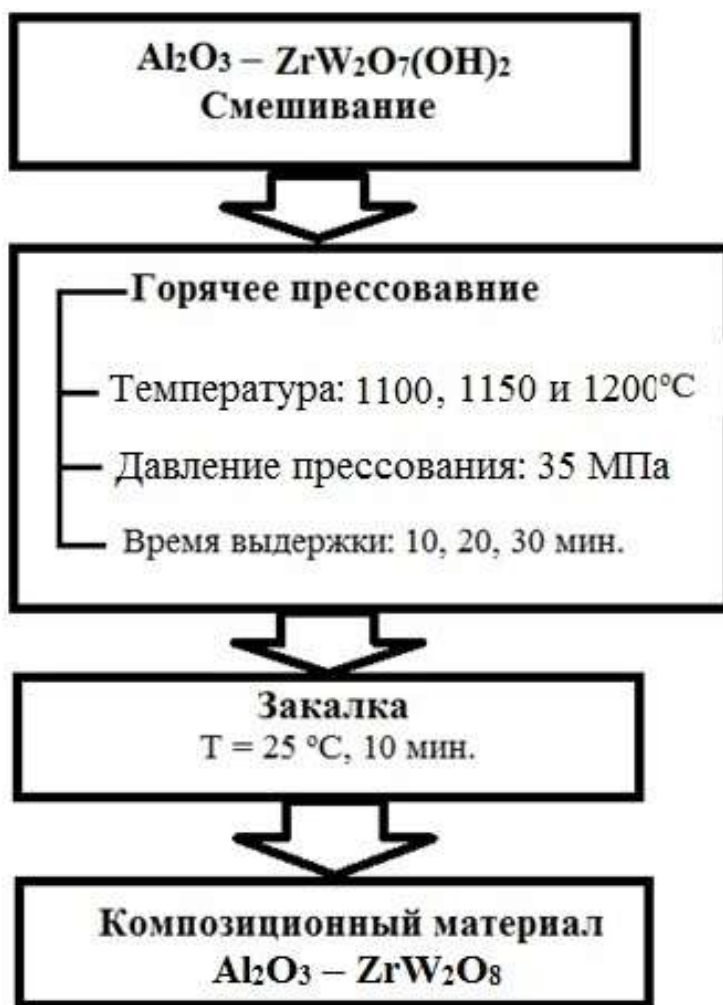 Al₂O₃ – ZrW₂O₇(OH)₂
Смешивание
Горячее прессовавние
Температура: 1100, 1150 и 1200°C
Давление прессования: 35 МПа
Время выдержки: 10, 20, 30 мин.
Закалка
T = 25 °C, 10 мин.
Композиционный материал
Al₂O₃ – ZrW₂O₈